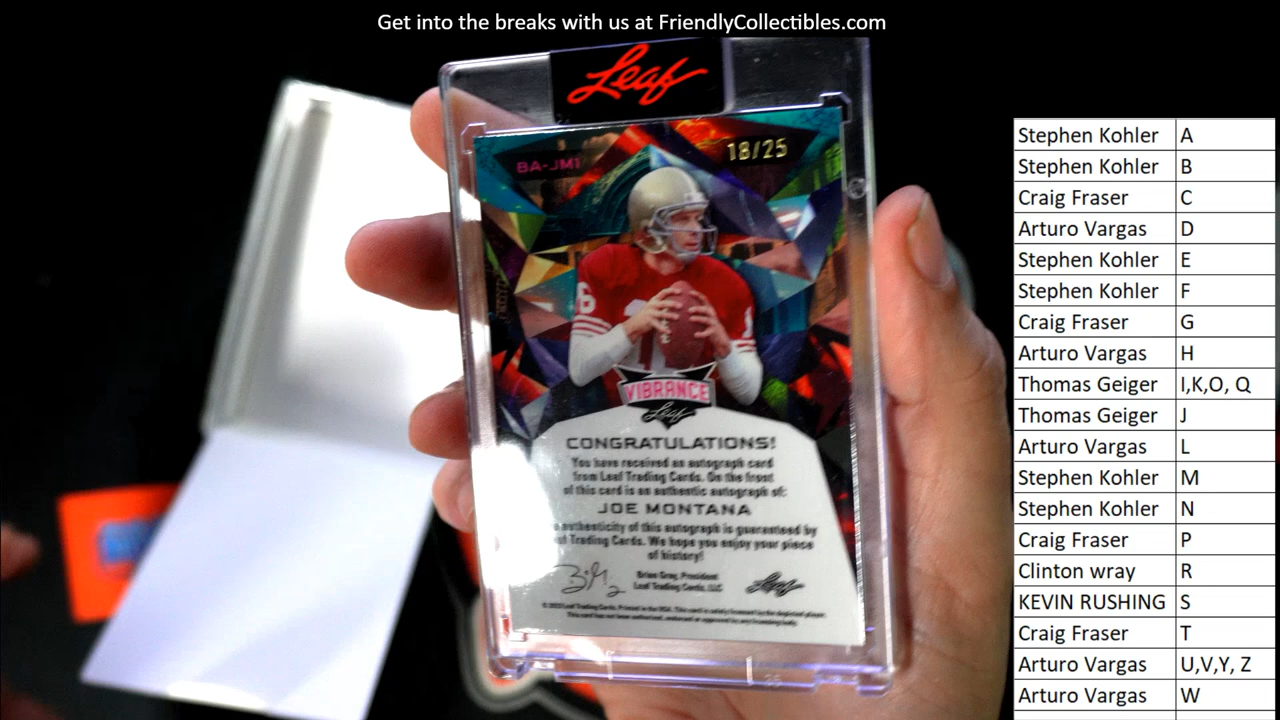 Get into the breaks with us at FriendlyCollectibles.com
Leaf
BA-JM1
18/25
VIBRANCE
Leaf
CONGRATULATIONS!
You have received an autograph card
from Leaf Trading Cards. On the front
of this card is an authentic autograph of:
JOE MONTANA
authenticity of this autograph is guaranteed by
Trading Cards. We hope you enjoy your piece
of history!
Brian Gray, President
Leaf Trading Cards, LLC
Leaf
Stephen Kohler A
Stephen Kohler B
Craig Fraser C
Arturo Vargas D
Stephen Kohler E
Stephen Kohler F
Craig Fraser G
Arturo Vargas H
Thomas Geiger I,K,O, Q
Thomas Geiger J
Arturo Vargas L
Stephen Kohler M
Stephen Kohler N
Craig Fraser P
Clinton wray R
KEVIN RUSHING S
Craig Fraser T
Arturo Vargas U,V,Y, Z
Arturo Vargas W